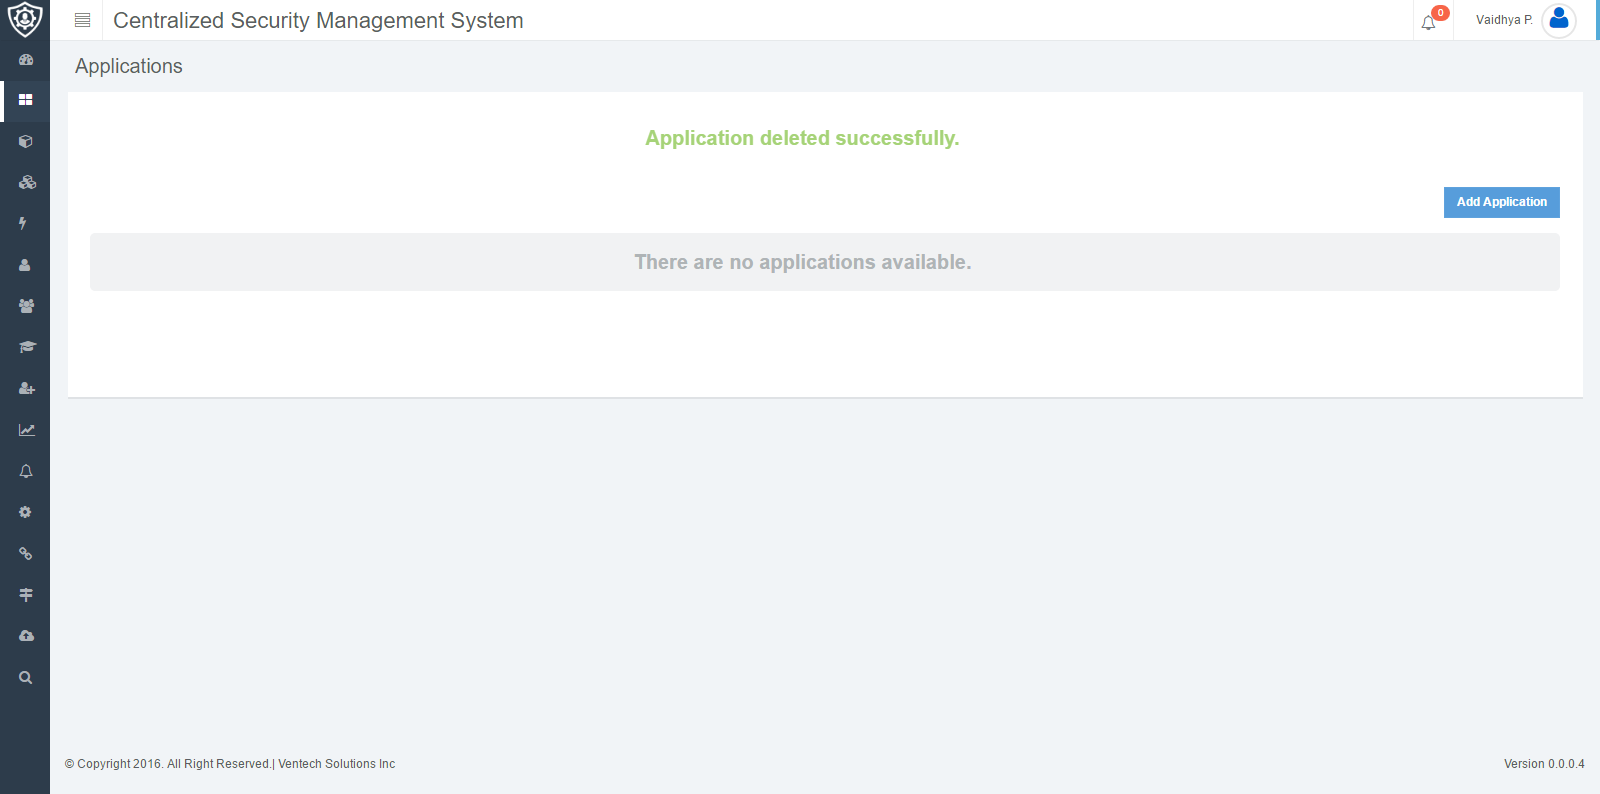 Centralized Security Management System
0
Vaidhya P.
Applications
Application deleted successfully.
Add Application
There are no applications available.
© Copyright 2016. All Right Reserved.| Ventech Solutions Inc
Version 0.0.0.4